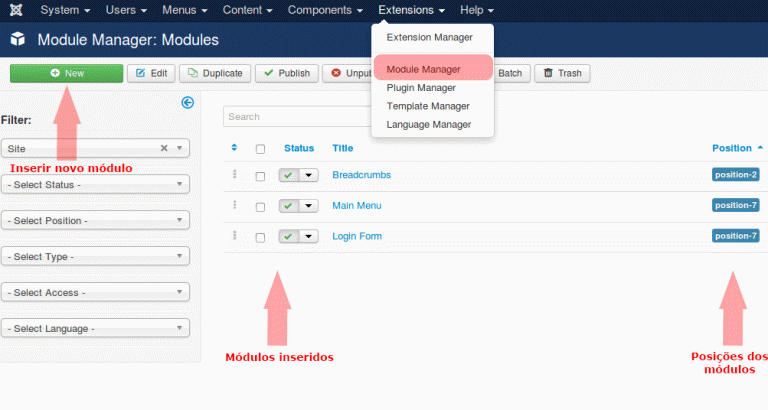 System Users Menus Content Components Extensions Help
Module Manager: Modules
Extension Manager
Module Manager
Plugin Manager
Template Manager
Language Manager
New Edit Duplicate Publish Unpu Batch Trash
Filter:
Site
Inserir novo módulo
- Select Status -
- Select Position -
- Select Type -
- Select Access -
- Select Language -
Search
Status Title Position
Breadcrumbs position-2
Main Menu position-7
Login Form position-7
Módulos inseridos
Posições dos
módulos